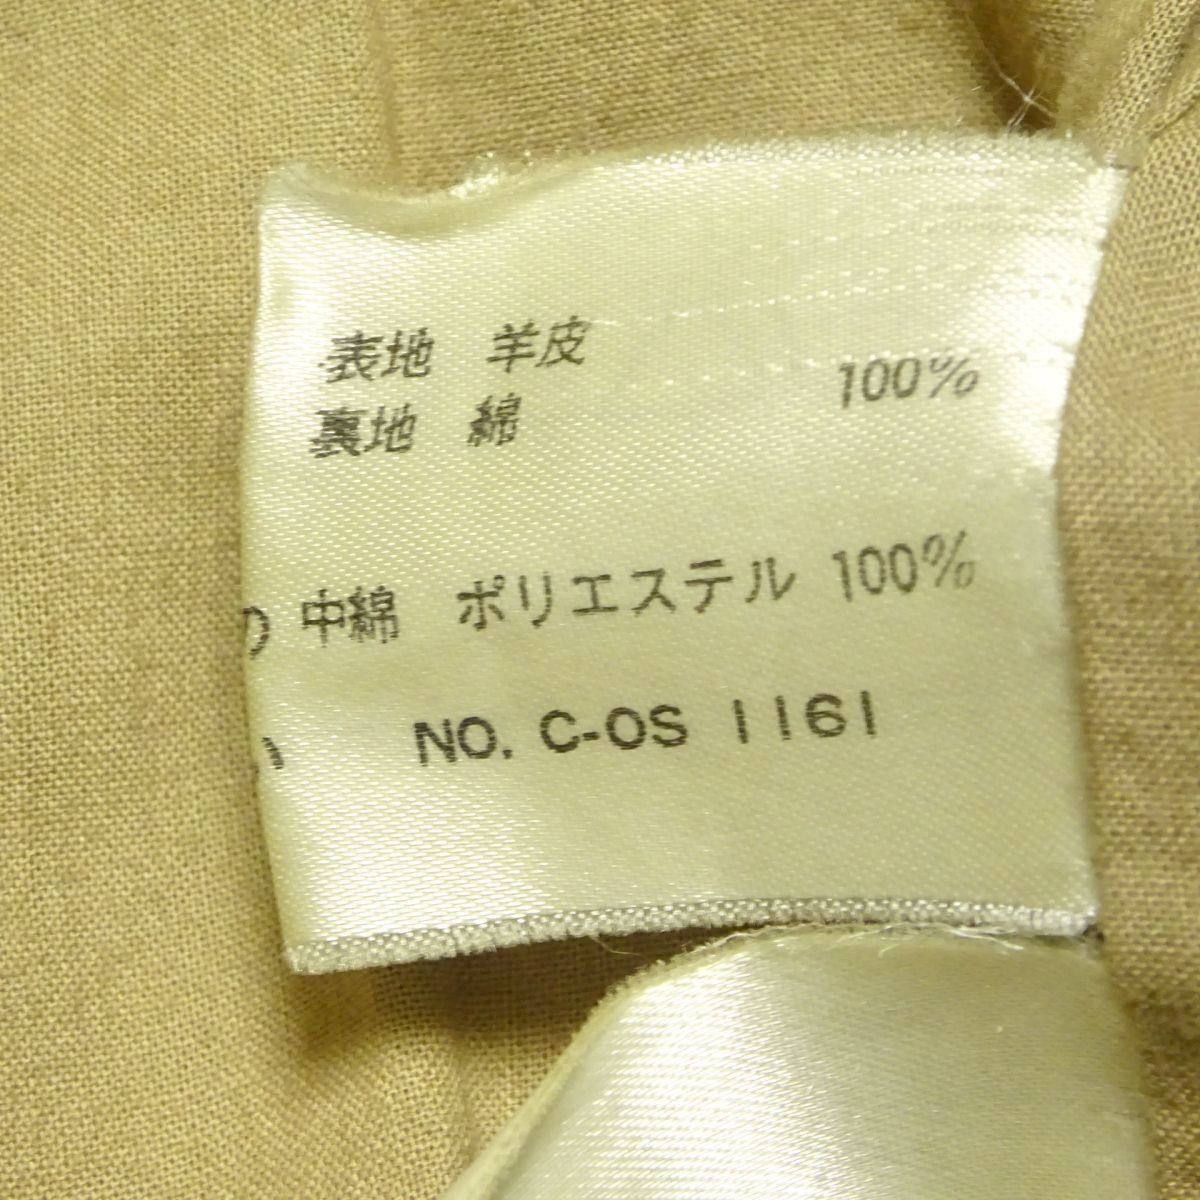 表地 羊皮
裏地 綿 100%
の 中綿 ポリエステル 100%
NO. C-OS 1161